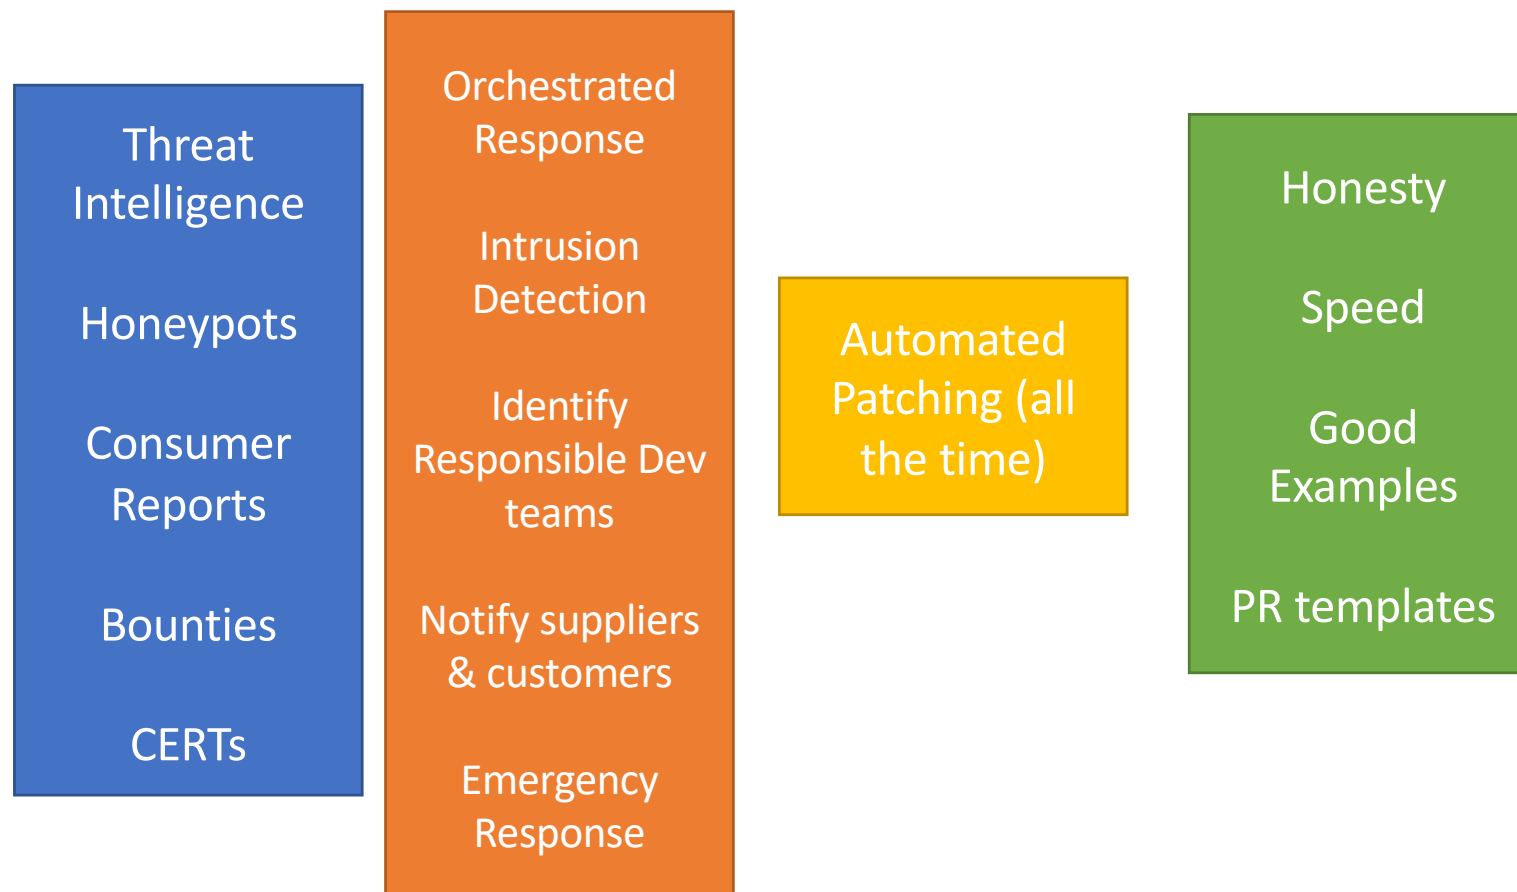 Threat
Intelligence
Honeypots
Consumer
Reports
Bounties
CERTs
Orchestrated
Response
Intrusion
Detection
Identify
Responsible Dev
teams
Notify suppliers
& customers
Emergency
Response
Automated
Patching (all
the time)
Honesty
Speed
Good
Examples
PR templates